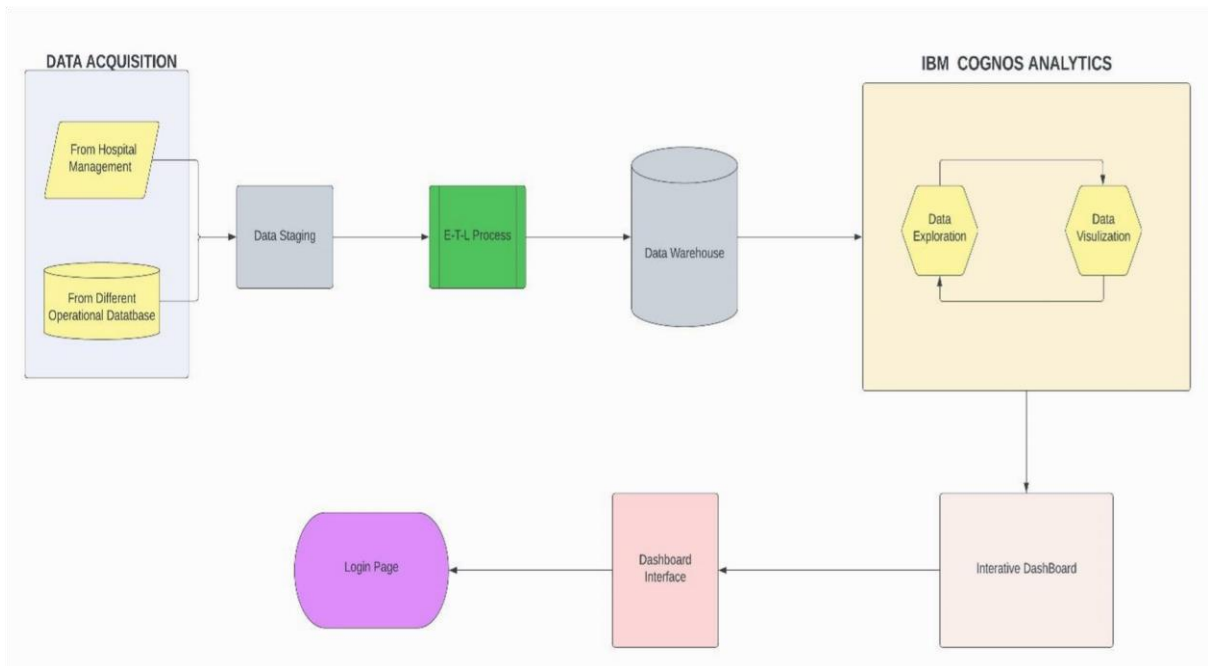 DATA ACQUISITION
From Hospital
Management
From Different
Operational Datatbase
Data Staging
E-T-L Process
Data Warehouse
IBM COGNOS ANALYTICS
Data
Exploration
Data
Visulization
Interative DashBoard
Dashboard
Interface
Login Page